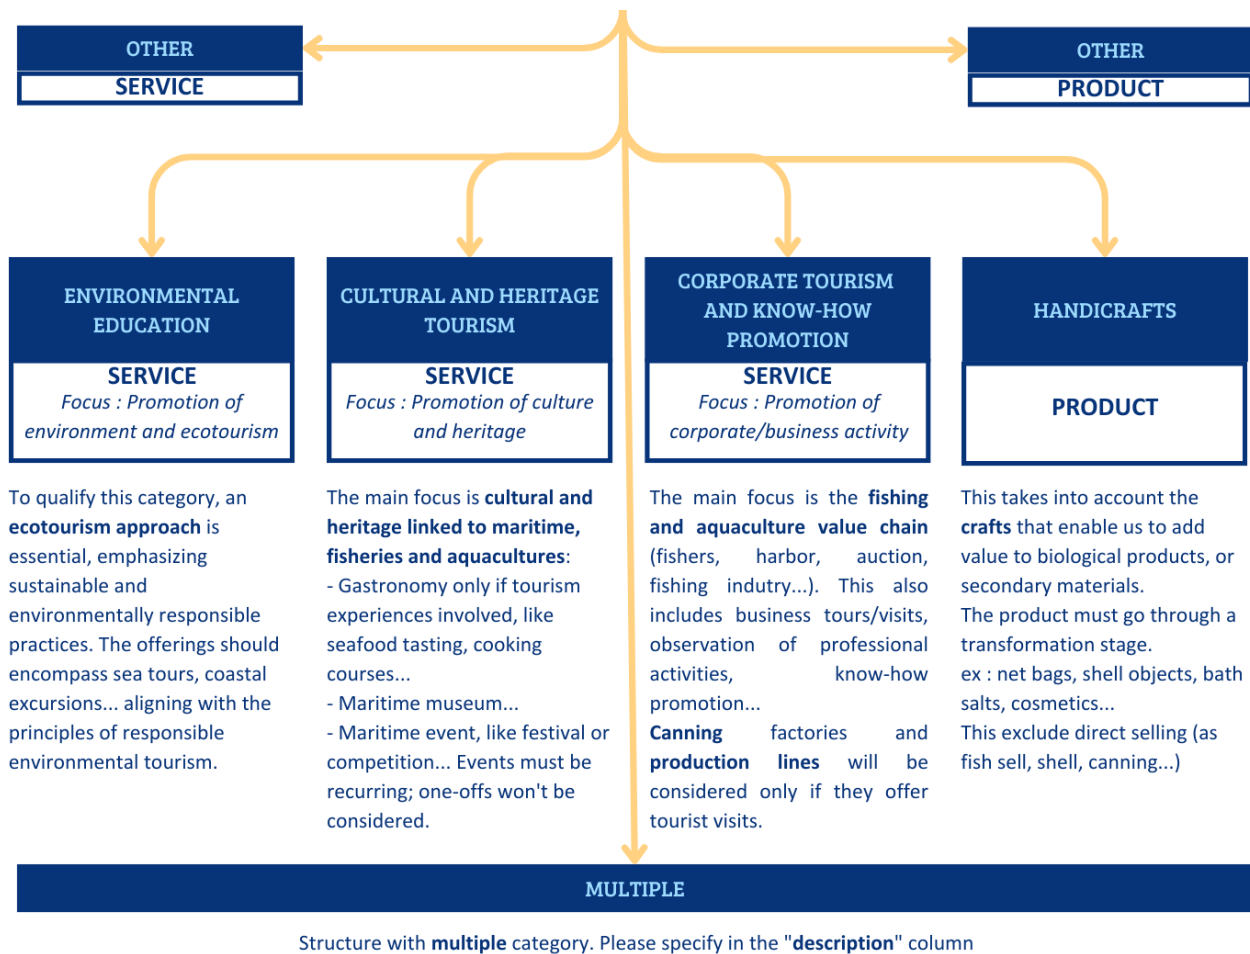 OTHER
SERVICE
OTHER
PRODUCT
ENVIRONMENTAL
EDUCATION
SERVICE
Focus : Promotion of
environment and ecotourism
To qualify this category, an
ecotourism approach is
essential, emphasizing
sustainable and
environmentally responsible
practices. The offerings should
encompass sea tours, coastal
excursions... aligning with the
principles of responsible
environmental tourism.
CULTURAL AND HERITAGE
TOURISM
SERVICE
Focus : Promotion of culture
and heritage
The main focus is cultural and
heritage linked to maritime,
fisheries and aquacultures:
- Gastronomy only if tourism
experiences involved, like
seafood tasting, cooking
courses...
- Maritime museum...
- Maritime event, like festival or
competition... Events must be
recurring; one-offs won't be
considered.
CORPORATE TOURISM
AND KNOW-HOW
PROMOTION
SERVICE
Focus : Promotion of
corporate/business activity
The main focus is the fishing
and aquaculture value chain
(fishers, harbor, auction,
fishing indutry...). This also
includes business tours/visits,
observation of professional
activities, know-how
promotion...
Canning factories and
production lines will be
considered only if they offer
tourist visits.
HANDICRAFTS
PRODUCT
This takes into account the
crafts that enable us to add
value to biological products, or
secondary materials.
The product must go through a
transformation stage.
ex : net bags, shell objects, bath
salts, cosmetics...
This exclude direct selling (as
fish sell, shell, canning...)
MULTIPLE
Structure with multiple category. Please specify in the "description" column